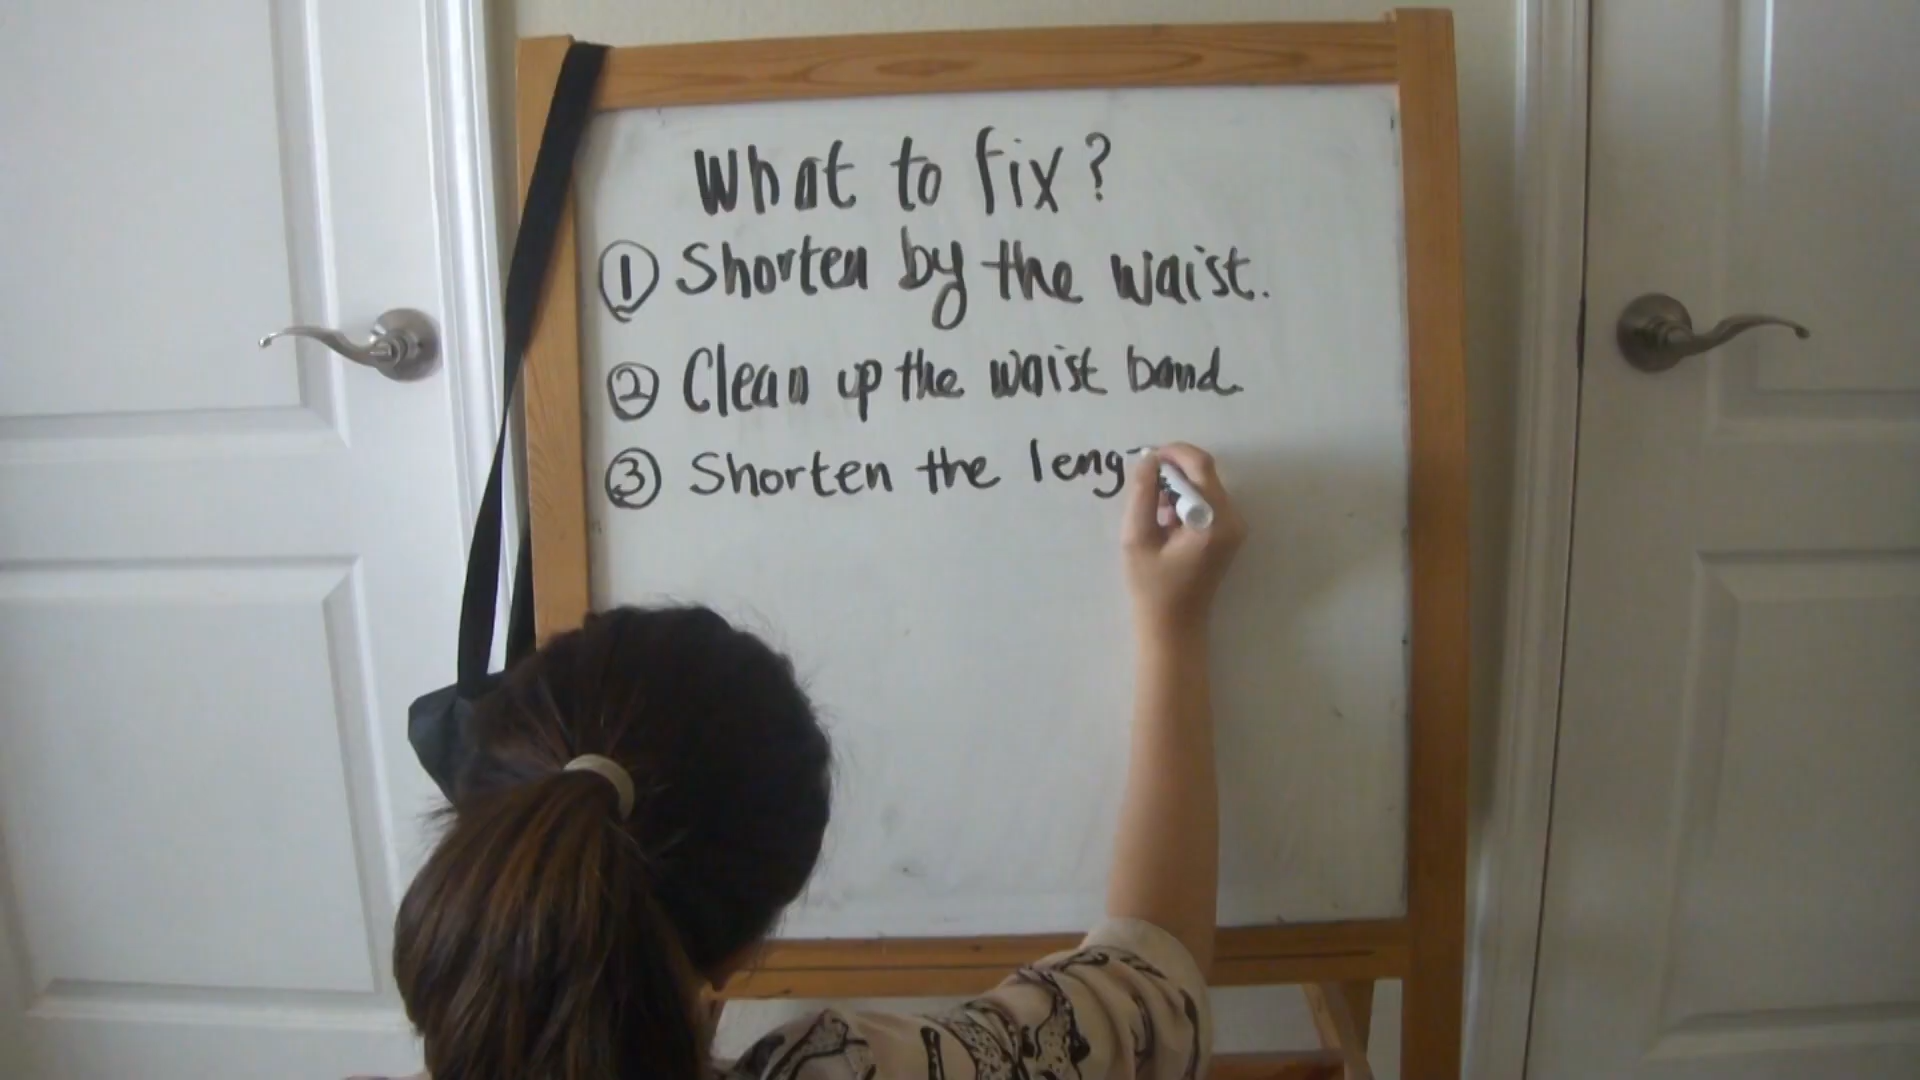 What to fix?
① Shorten by the waist.
② Clean up the waist band.
③ Shorten the leng